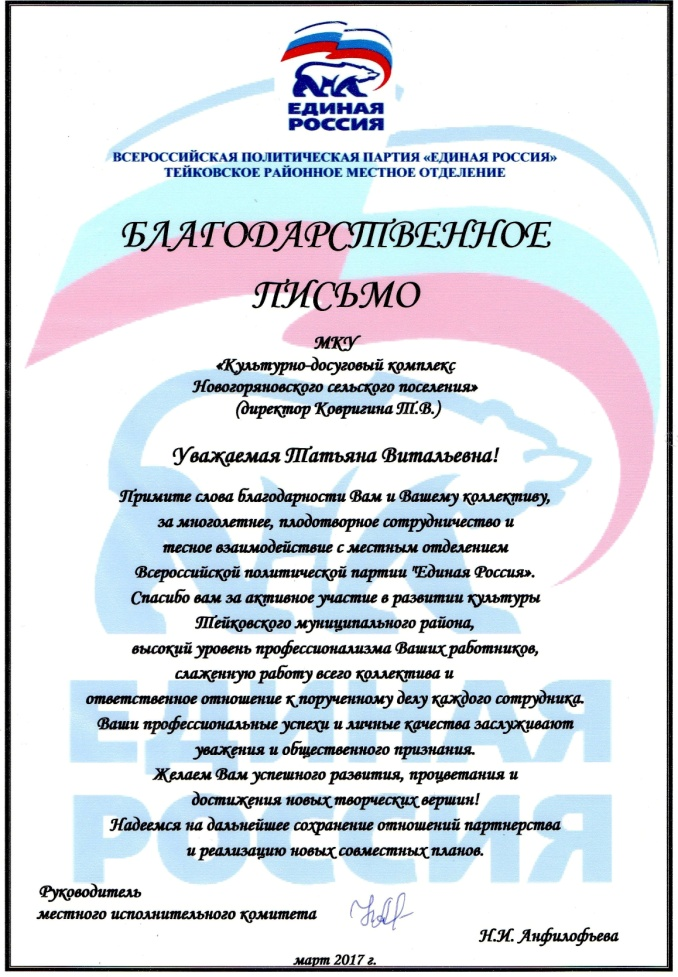 ЕДИНАЯ
РОССИЯ
ВСЕРОССИЙСКАЯ ПОЛИТИЧЕСКАЯ ПАРТИЯ «ЕДИНАЯ РОССИЯ»
ТЕЙКОВСКОЕ РАЙОННОЕ МЕСТНОЕ ОТДЕЛЕНИЕ
БЛАГОДАРСТВЕННОЕ
ПИСЬМО
МКУ
«Культурно-досуговый комплекс
Новогоряновского сельского поселения»
(директор Ковригина Т.В.)
Уважаемая Татьяна Витальевна!
Примите слова благодарности Вам и Вашему коллективу,
за многолетнее, плодотворное сотрудничество и
тесное взаимодействие с местным отделением
Всероссийской политической партии "Единая Россия».
Спасибо вам за активное участие в развитии культуры
Тейковского муниципального района,
высокий уровень профессионализма Ваших работников,
слаженную работу всего коллектива и
ответственное отношение к порученному делу каждого сотрудника.
Ваши профессиональные успехи и личные качества заслуживают
уважения и общественного признания.
Желаем Вам успешного развития, процветания и
достижения новых творческих вершин!
Надеемся на дальнейшее сохранение отношений партнерства
и реализацию новых совместных планов.
ЕДИНАЯ
РОССИЯ
Руководитель
местного исполнительного комитета
Н.И. Анфилофьева
март 2017 г.